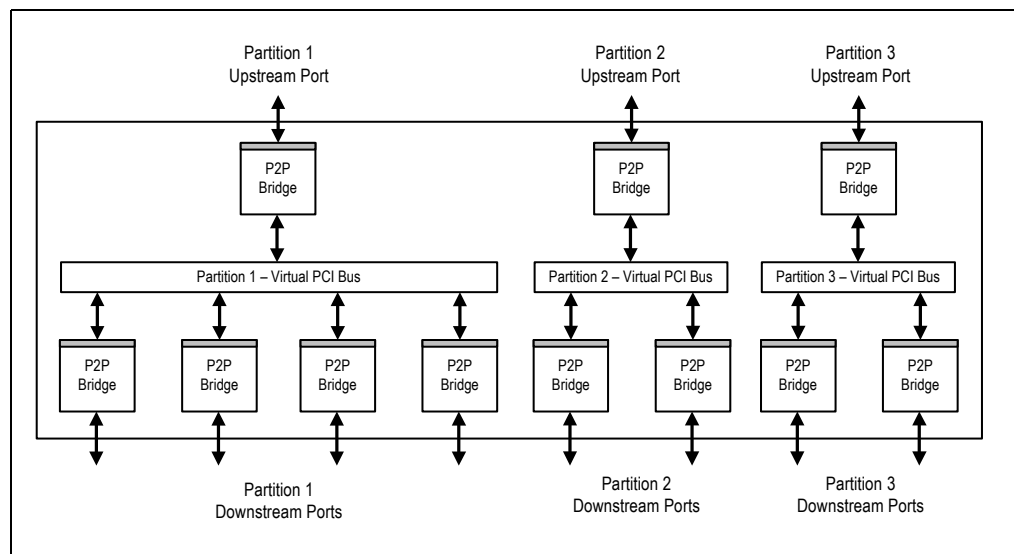 Partition 1
Upstream Port
Partition 2
Upstream Port
Partition 3
Upstream Port
P2P
Bridge
P2P
Bridge
P2P
Bridge
Partition 1 – Virtual PCI Bus
Partition 2 – Virtual PCI Bus
Partition 3 – Virtual PCI Bus
P2P
Bridge
P2P
Bridge
P2P
Bridge
P2P
Bridge
P2P
Bridge
P2P
Bridge
P2P
Bridge
P2P
Bridge
Partition 1
Downstream Ports
Partition 2
Downstream Ports
Partition 3
Downstream Ports